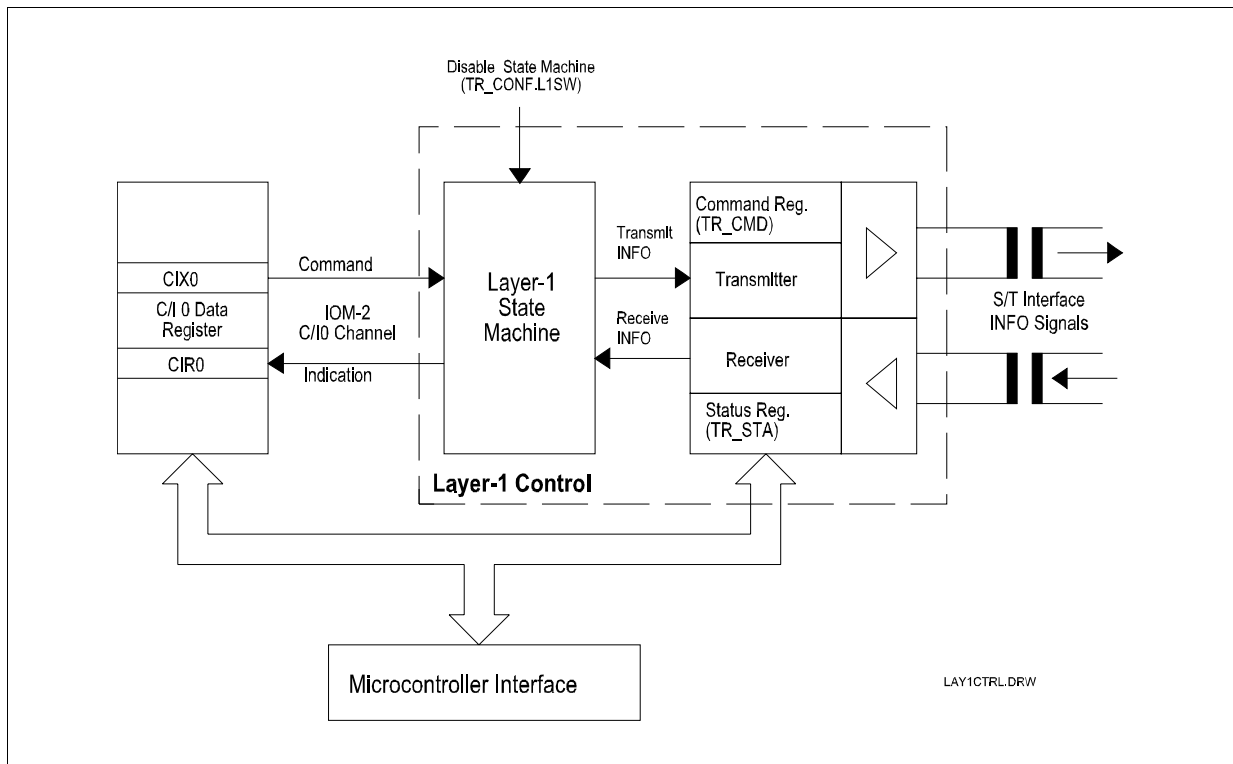 Disable State Machine
(TR_CONF.L1SW)
Command Reg.
(TR_CMD)
Transmit
INFO
CIX0
Command
Transmitter
Layer-1
State
Machine
S/T Interface
INFO Signals
C/I 0 Data
Register
IOM-2
C/I0 Channel
Receive
INFO
CIR0
Indication
Receiver
Status Reg.
(TR_STA)
Layer-1 Control
Microcontroller Interface
LAY1CTRL.DRW